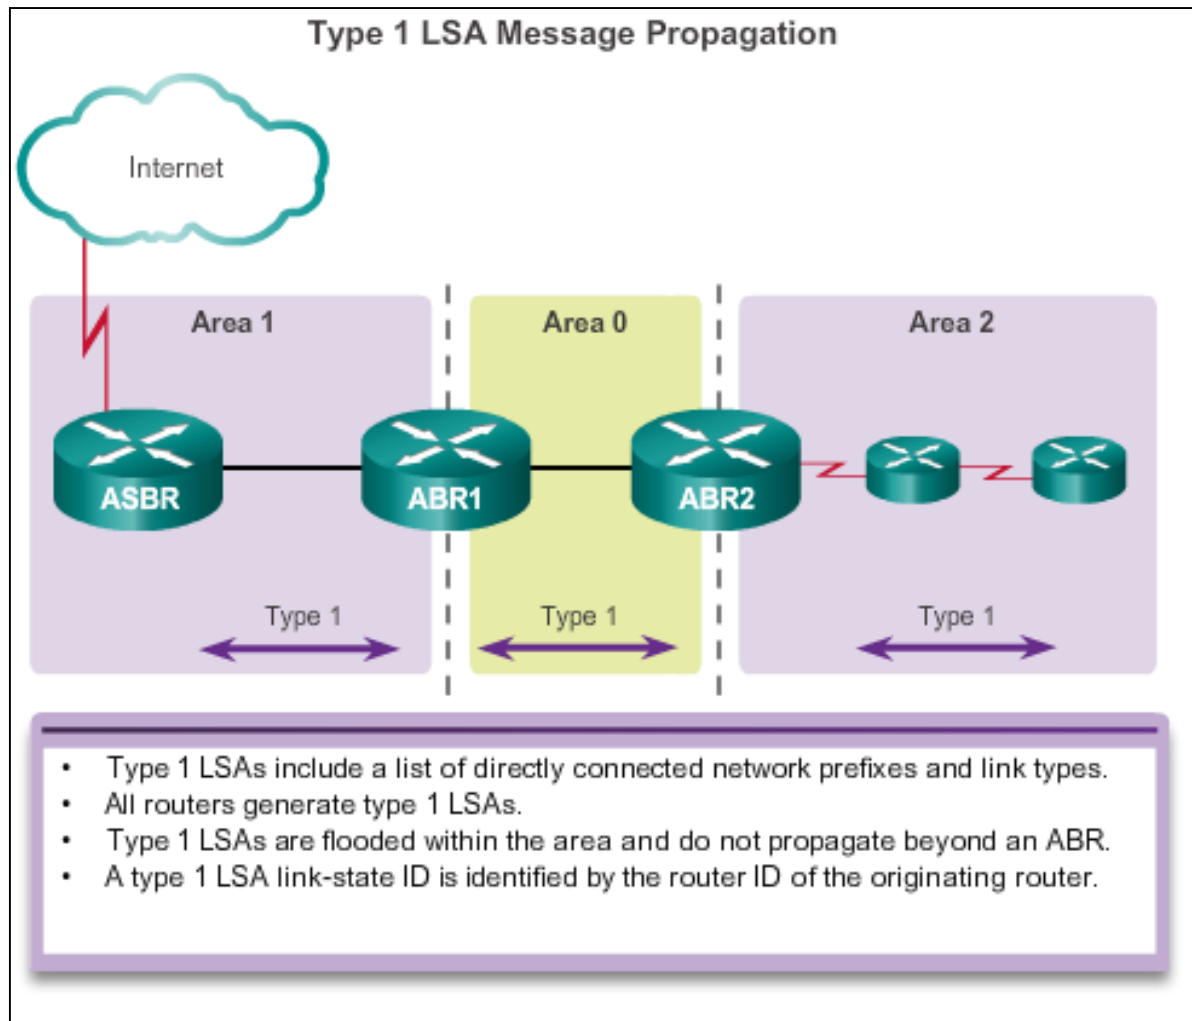 Type 1 LSA Message Propagation
Internet
Area 1
Area 0
Area 2
ASBR
ABR1
ABR2
Type 1
Type 1
Type 1
• Type 1 LSAs include a list of directly connected network prefixes and link types.
• All routers generate type 1 LSAs.
• Type 1 LSAs are flooded within the area and do not propagate beyond an ABR.
• A type 1 LSA link-state ID is identified by the router ID of the originating router.